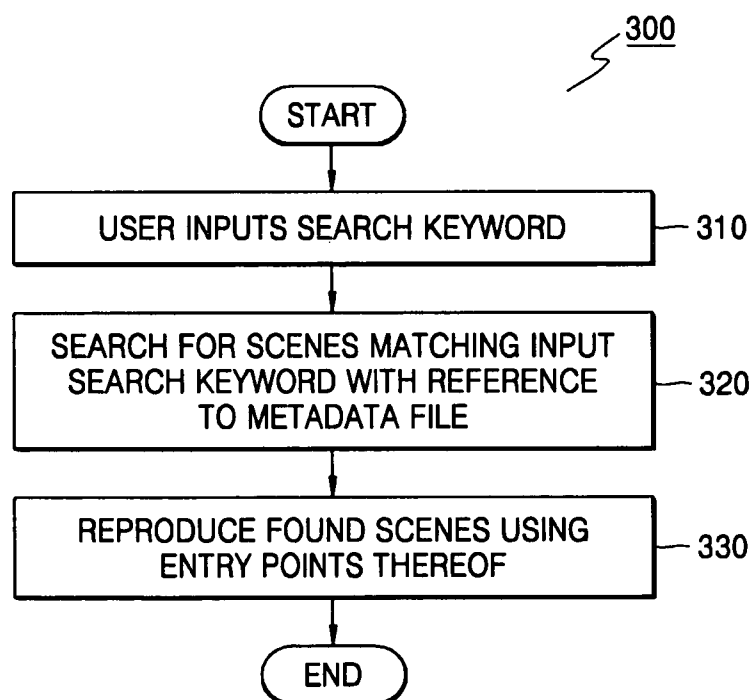 300
START
USER INPUTS SEARCH KEYWORD
310
SEARCH FOR SCENES MATCHING INPUT
SEARCH KEYWORD WITH REFERENCE
TO METADATA FILE
320
REPRODUCE FOUND SCENES USING
ENTRY POINTS THEREOF
330
END